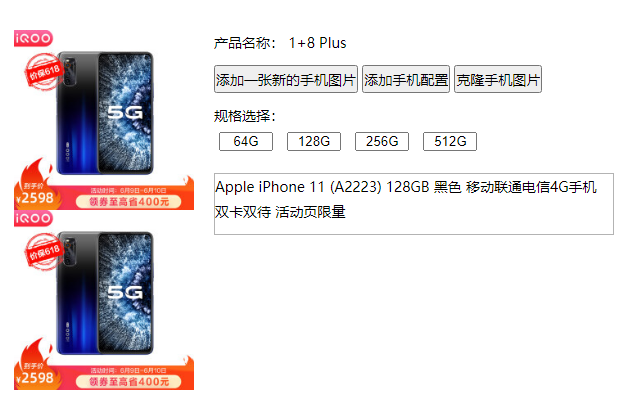 iQOO
价保618
5G
到手价
¥2598
活动时间：6月9日-6月10日
领券至高省400元
iQOO
价保618
5G
到手价
¥2598
活动时间：6月9日-6月10日
领券至高省400元
产品名称： 1+8 Plus
添加一张新的手机图片 添加手机配置 克隆手机图片
规格选择：
64G 128G 256G 512G
Apple iPhone 11 (A2223) 128GB 黑色 移动联通电信4G手机
双卡双待 活动页限量